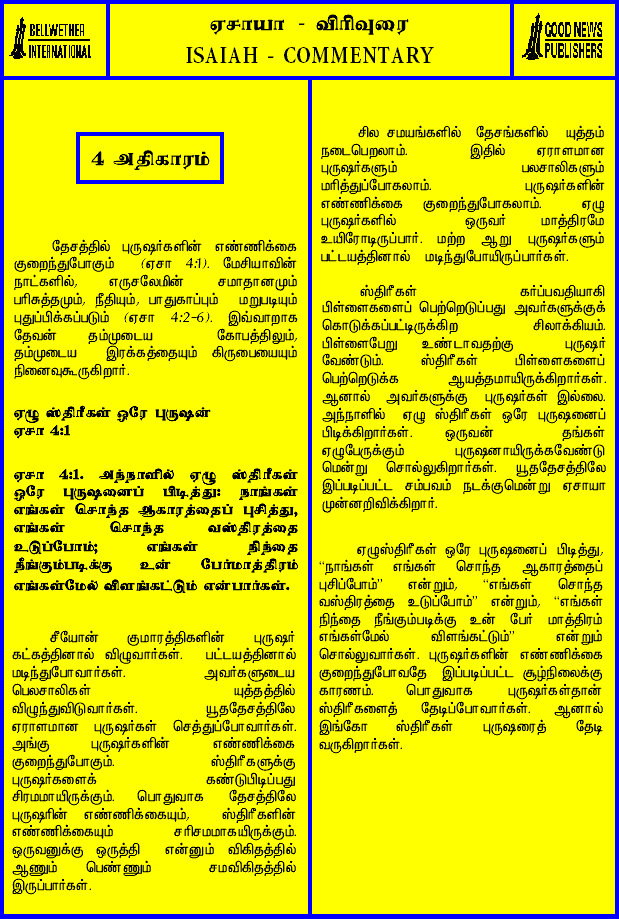 BELLWETHER
INTERNATIONAL
ஏசாயா - விரிவுரை
ISAIAH - COMMENTARY
GOOD NEWS
PUBLISHERS
4 அதிகாரம்
தேசத்தில் புருஷர்களின் எண்ணிக்கை
குறைந்துபோகும் (ஏசா 4:1). மேசியாவின்
நாட்களில், எருசலேமின் சமாதானமும்
பரிசுத்தமும், நீதியும், பாதுகாப்பும் மறுபடியும்
புதுப்பிக்கப்படும் (ஏசா 4:2-6). இவ்வாறாக
தேவன் தம்முடைய கோபத்திலும்,
தம்முடைய இரக்கத்தையும் கிருபையையும்
நினைவுகூருகிறார்.
ஏழு ஸ்திரீகள் ஒரே புருஷன்
ஏசா 4:1
ஏசா 4:1. அந்நாளில் ஏழு ஸ்திரீகள்
ஒரே புருஷனைப் பிடித்து: நாங்கள்
எங்கள் சொந்த ஆகாரத்தைப் புசித்து,
எங்கள் சொந்த வஸ்திரத்தை
உடுப்போம்; எங்கள் நிந்தை
நீங்கும்படிக்கு உன் பேர்மாத்திரம்
எங்கள்மேல் விளங்கட்டும் என்பார்கள்.
சீயோன் குமாரத்திகளின் புருஷர்
கட்கத்தினால் விழுவார்கள். பட்டயத்தினால்
மடிந்துபோவார்கள். அவர்களுடைய
பெலசாலிகள் யுத்தத்தில்
விழுந்துவிடுவார்கள். யூததேசத்திலே
ஏராளமான புருஷர்கள் செத்துப்போவார்கள்.
அங்கு புருஷர்களின் எண்ணிக்கை
குறைந்துபோகும். ஸ்திரீகளுக்கு
புருஷர்களைக் கண்டுபிடிப்பது
சிரமமாயிருக்கும். பொதுவாக தேசத்திலே
புருஷரின் எண்ணிக்கையும், ஸ்திரீகளின்
எண்ணிக்கையும் சரிசமமாகயிருக்கும்.
ஒருவனுக்கு ஒருத்தி என்னும் விகிதத்தில்
ஆணும் பெண்ணும் சமவிகிதத்தில்
இருப்பார்கள்.
சில சமயங்களில் தேசங்களில் யுத்தம்
நடைபெறலாம். இதில் ஏராளமான
புருஷர்களும் பலசாலிகளும்
மரித்துப்போகலாம். புருஷர்களின்
எண்ணிக்கை குறைந்துபோகலாம். ஏழு
புருஷர்களில் ஒருவர் மாத்திரமே
உயிரோடிருப்பார். மற்ற ஆறு புருஷர்களும்
பட்டயத்தினால் மடிந்துபோயிருப்பார்கள்.
ஸ்திரீகள் கர்ப்பவதியாகி
பிள்ளைகளைப் பெற்றெடுப்பது அவர்களுக்குக்
கொடுக்கப்பட்டிருக்கிற சிலாக்கியம்.
பிள்ளைபேறு உண்டாவதற்கு புருஷர்
வேண்டும். ஸ்திரீகள் பிள்ளைகளைப்
பெற்றெடுக்க ஆயத்தமாயிருக்கிறார்கள்.
ஆனால் அவர்களுக்கு புருஷர்கள் இல்லை.
அந்நாளில் ஏழு ஸ்திரீகள் ஒரே புருஷனைப்
பிடிக்கிறார்கள். ஒருவன் தங்கள்
ஏழுபேருக்கும் புருஷனாயிருக்கவேண்டு
மென்று சொல்லுகிறார்கள். யூததேசத்திலே
இப்படிப்பட்ட சம்பவம் நடக்குமென்று ஏசாயா
முன்னறிவிக்கிறார்.
ஏழுஸ்திரீகள் ஒரே புருஷனைப் பிடித்து,
“நாங்கள் எங்கள் சொந்த ஆகாரத்தைப்
புசிப்போம்” என்றும், “எங்கள் சொந்த
வஸ்திரத்தை உடுப்போம்” என்றும், “எங்கள்
நிந்தை நீங்கும்படிக்கு உன் பேர் மாத்திரம்
எங்கள்மேல் விளங்கட்டும்” என்றும்
சொல்லுவார்கள். புருஷர்களின் எண்ணிக்கை
குறைந்துபோவதே இப்படிப்பட்ட சூழ்நிலைக்கு
காரணம். பொதுவாக புருஷர்கள்தான்
ஸ்திரீகளைத் தேடிப்போவார்கள். ஆனால்
இங்கோ ஸ்திரீகள் புருஷரைத் தேடி
வருகிறார்கள்.